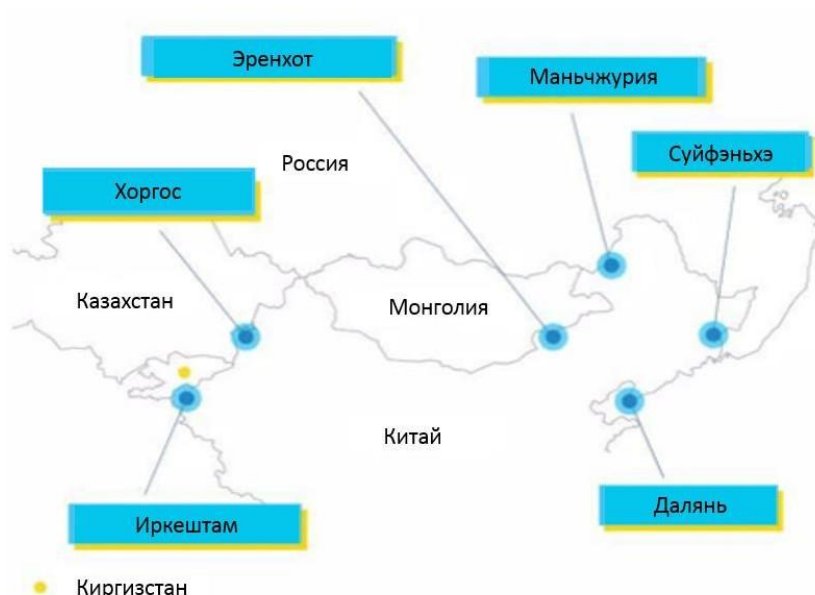 Эренхот
Маньчжурия
Суйфэньхэ
Россия
Хоргос
Казахстан
Монголия
Китай
Далянь
Иркештам
Киргизстан